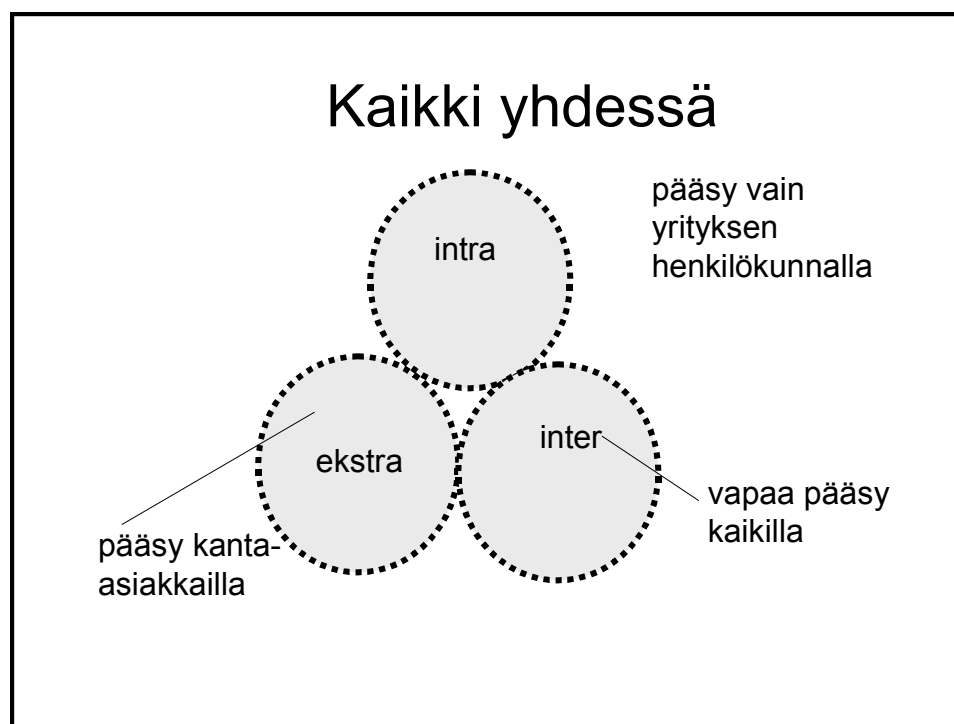 Kaikki yhdessä
pääsy vain
yrityksen
henkilökunnalla
intra
ekstra
inter
vapaa pääsy
kaikilla
pääsy kanta-
asiakkailla